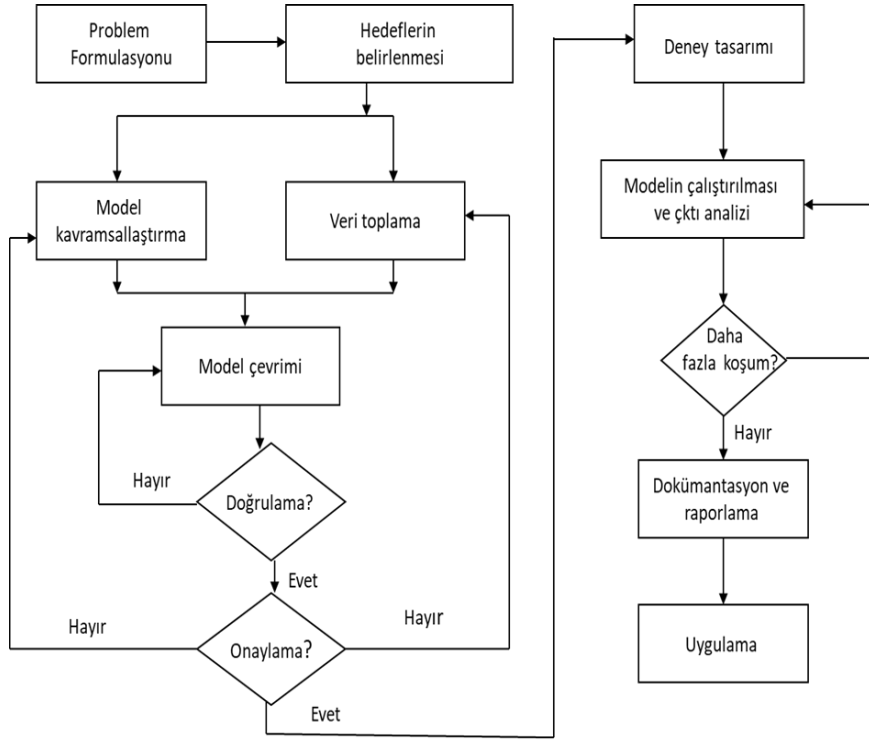 Problem
Formulasyonu
Hedeflerin
belirlenmesi
Model
kavramsallaştırma
Veri toplama
Model çevrimi
Hayır
Doğrulama?
Evet
Hayır
Onaylama?
Hayır
Evet
Deney tasarımı
Modelin çalıştırılması
ve çktı analizi
Daha
fazla koşum?
Hayır
Dokümantasyon ve
raporlama
Uygulama